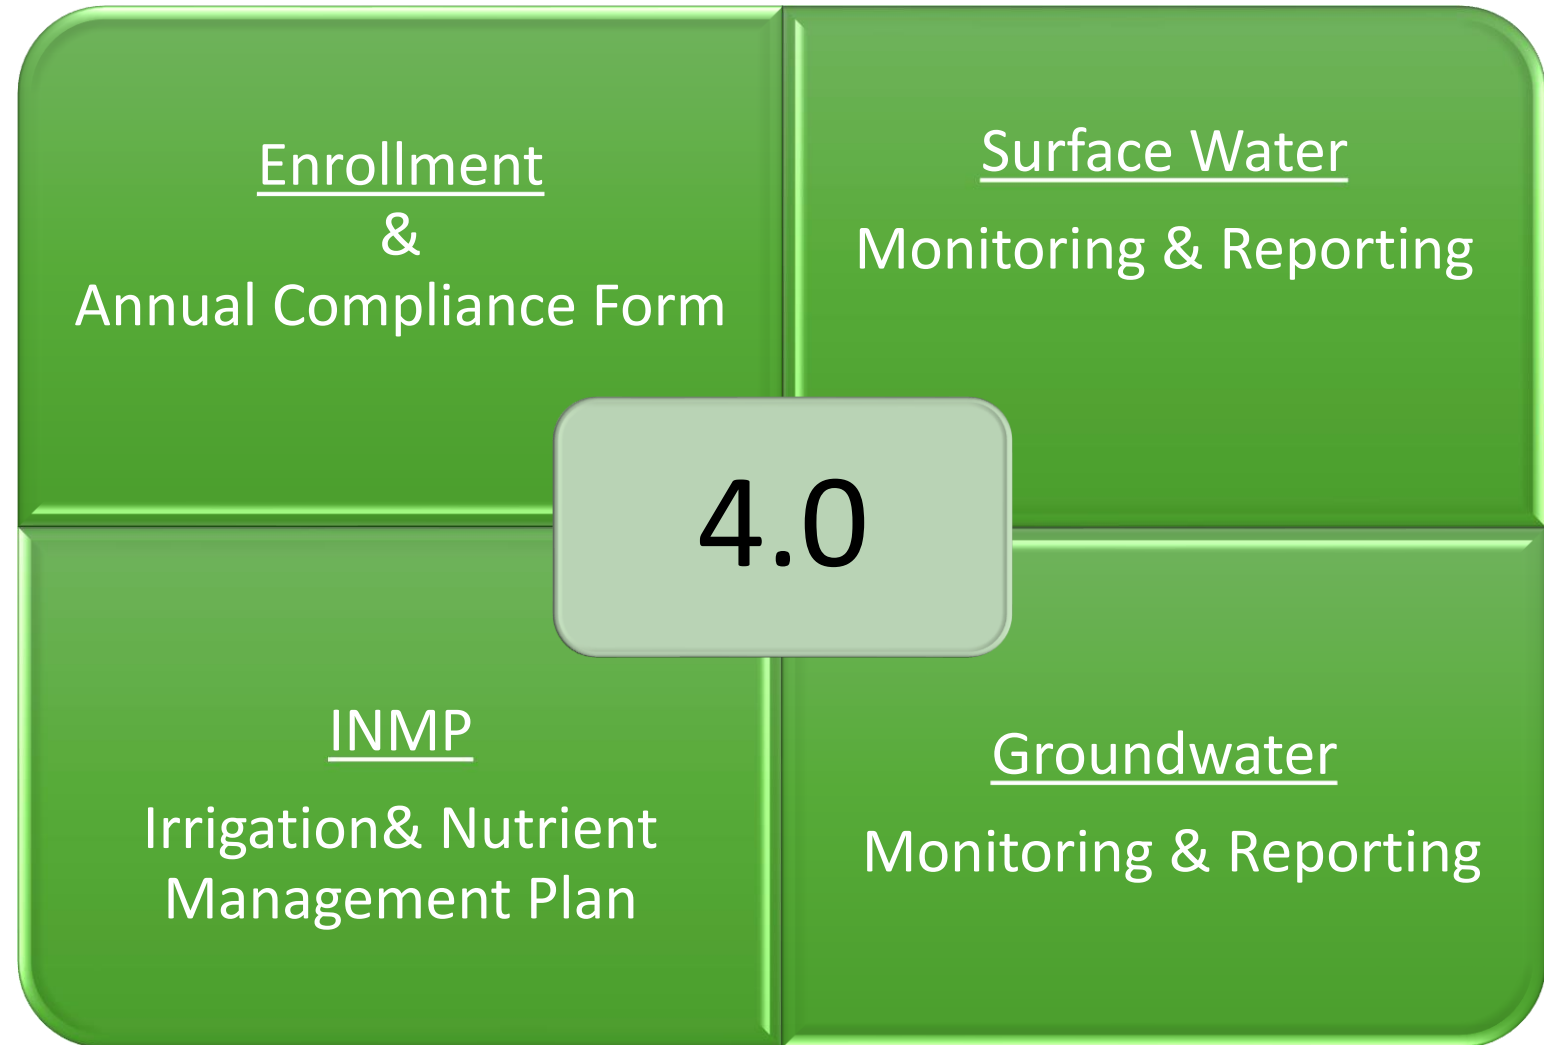 Enrollment
&
Annual Compliance Form
Surface Water
Monitoring & Reporting
4.0
INMP
Irrigation& Nutrient
Management Plan
Groundwater
Monitoring & Reporting